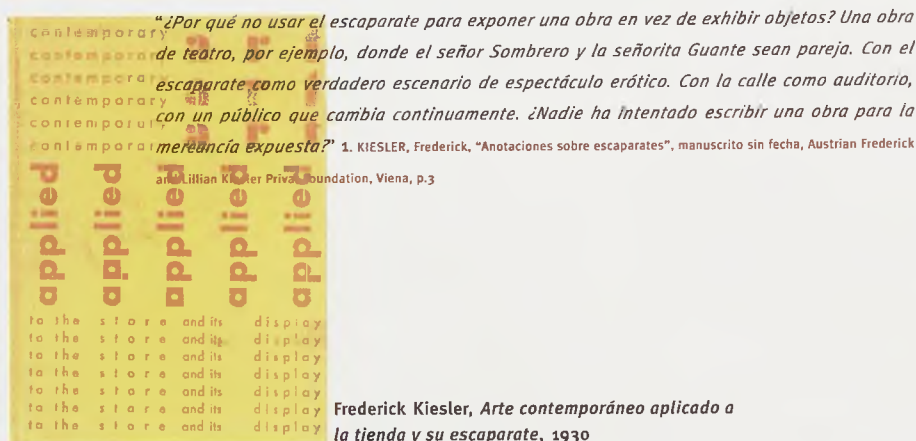 “¿Por qué no usar el escaparate para exponer una obra en vez de exhibir objetos? Una obra
de teatro, por ejemplo, donde el señor Sombrero y la señorita Guante sean pareja. Con el
escaparate como verdadero escenario de espectáculo erótico. Con la calle como auditorio,
con un público que cambia continuamente. ¿Nadie ha intentado escribir una obra para la
mercancía expuesta?” 1. KIESLER, Frederick, “Anotaciones sobre escaparates”, manuscrito sin fecha, Austrian Frederick
and Lillian Kiesler Private Foundation, Viena, p.3
contemporary
contemporary
contemporary
contemporary
contemporary
contemporary
applied applied applied applied applied
to the store and its display
to the store and its display
to the store and its display
to the store and its display
to the store and its display
to the store and its display
to the store and its display
Frederick Kiesler, Arte contemporáneo aplicado a
la tienda y su escaparate, 1930